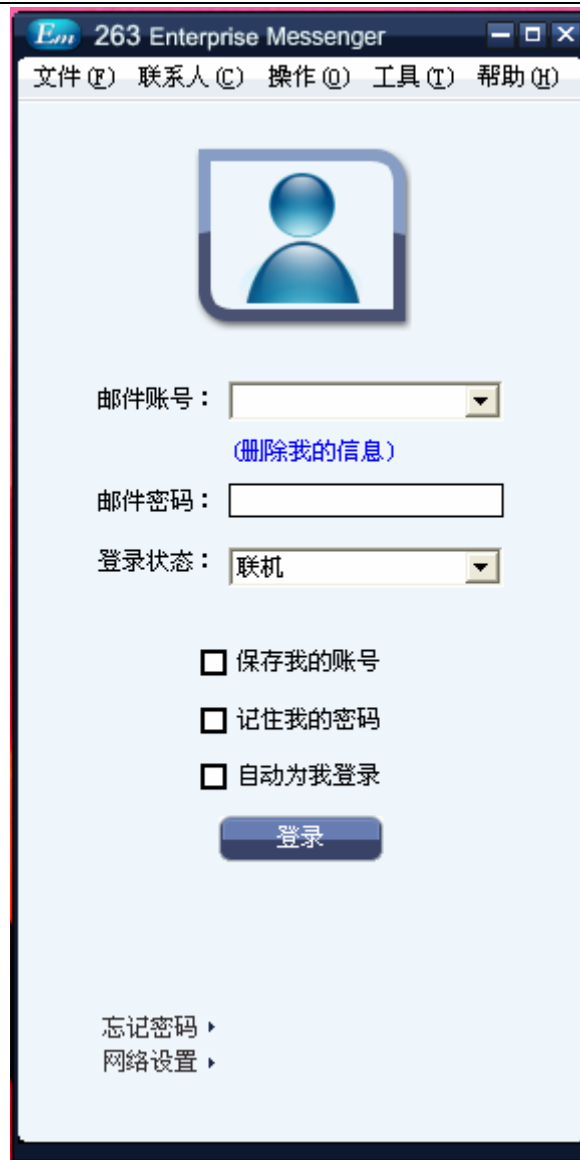 Em 263 Enterprise Messenger
文件(F) 联系人(C) 操作(O) 工具(T) 帮助(H)
邮件账号：
(删除我的信息)
邮件密码：
登录状态： 联机
保存我的账号
记住我的密码
自动为我登录
登录
忘记密码
网络设置